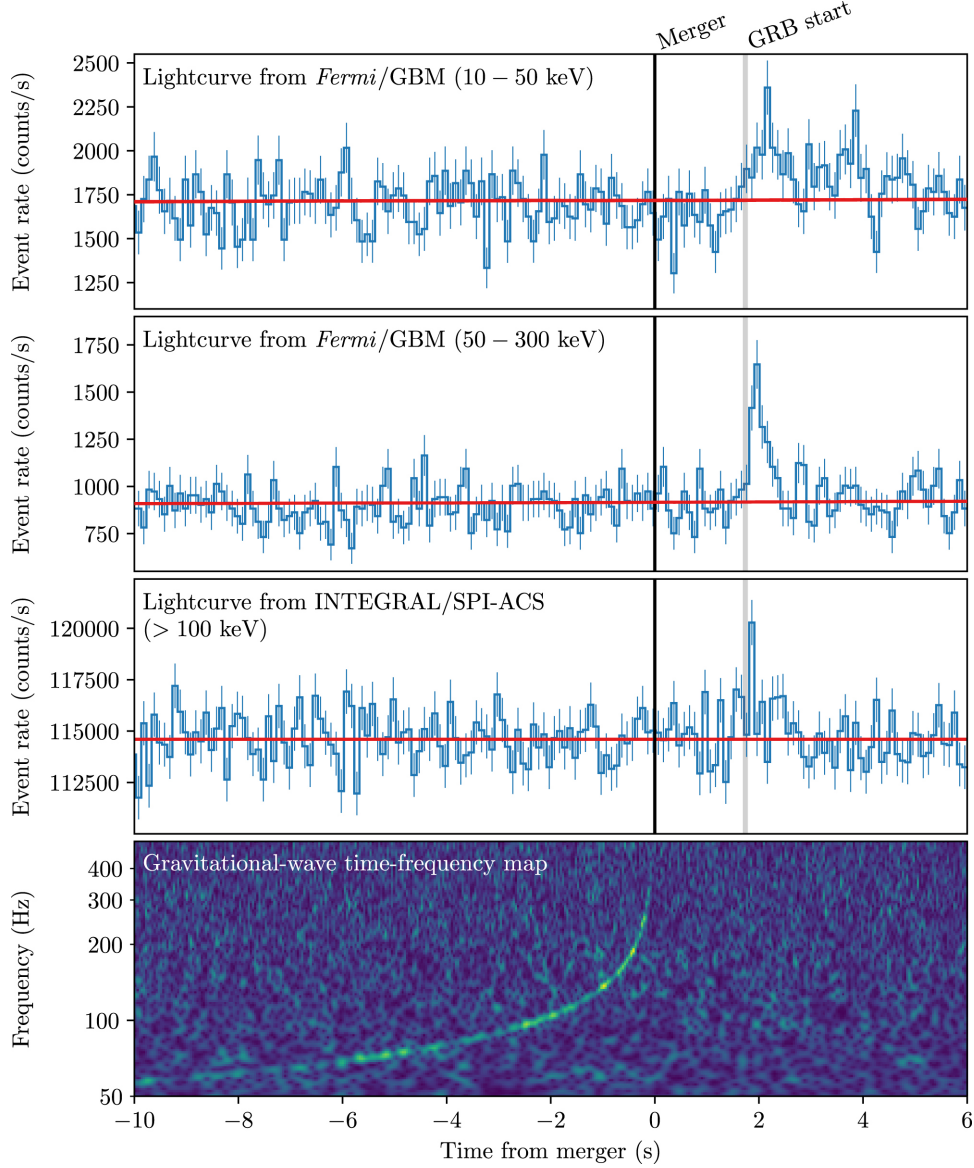 Merger
GRB start
Lightcurve from Fermi/GBM (10 − 50 keV)
Event rate (counts/s)
2500
2250
2000
1750
1500
1250
Lightcurve from Fermi/GBM (50 − 300 keV)
Event rate (counts/s)
1750
1500
1250
1000
750
Lightcurve from INTEGRAL/SPI-ACS
(> 100 keV)
Event rate (counts/s)
120000
117500
115000
112500
Gravitational-wave time-frequency map
Frequency (Hz)
400
300
200
100
50
−10 −8 −6 −4 −2 0 2 4 6
Time from merger (s)